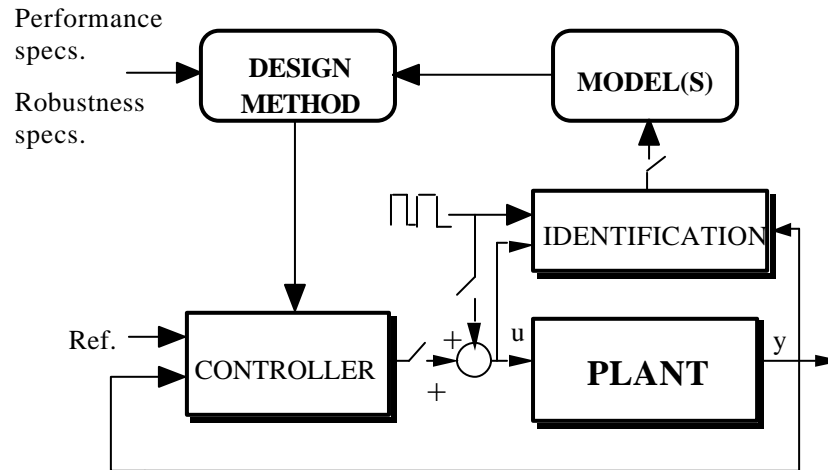 Performance
specs.
Robustness
specs.
DESIGN
METHOD
MODEL(S)
IDENTIFICATION
Ref.
CONTROLLER
+
+
u
PLANT
y